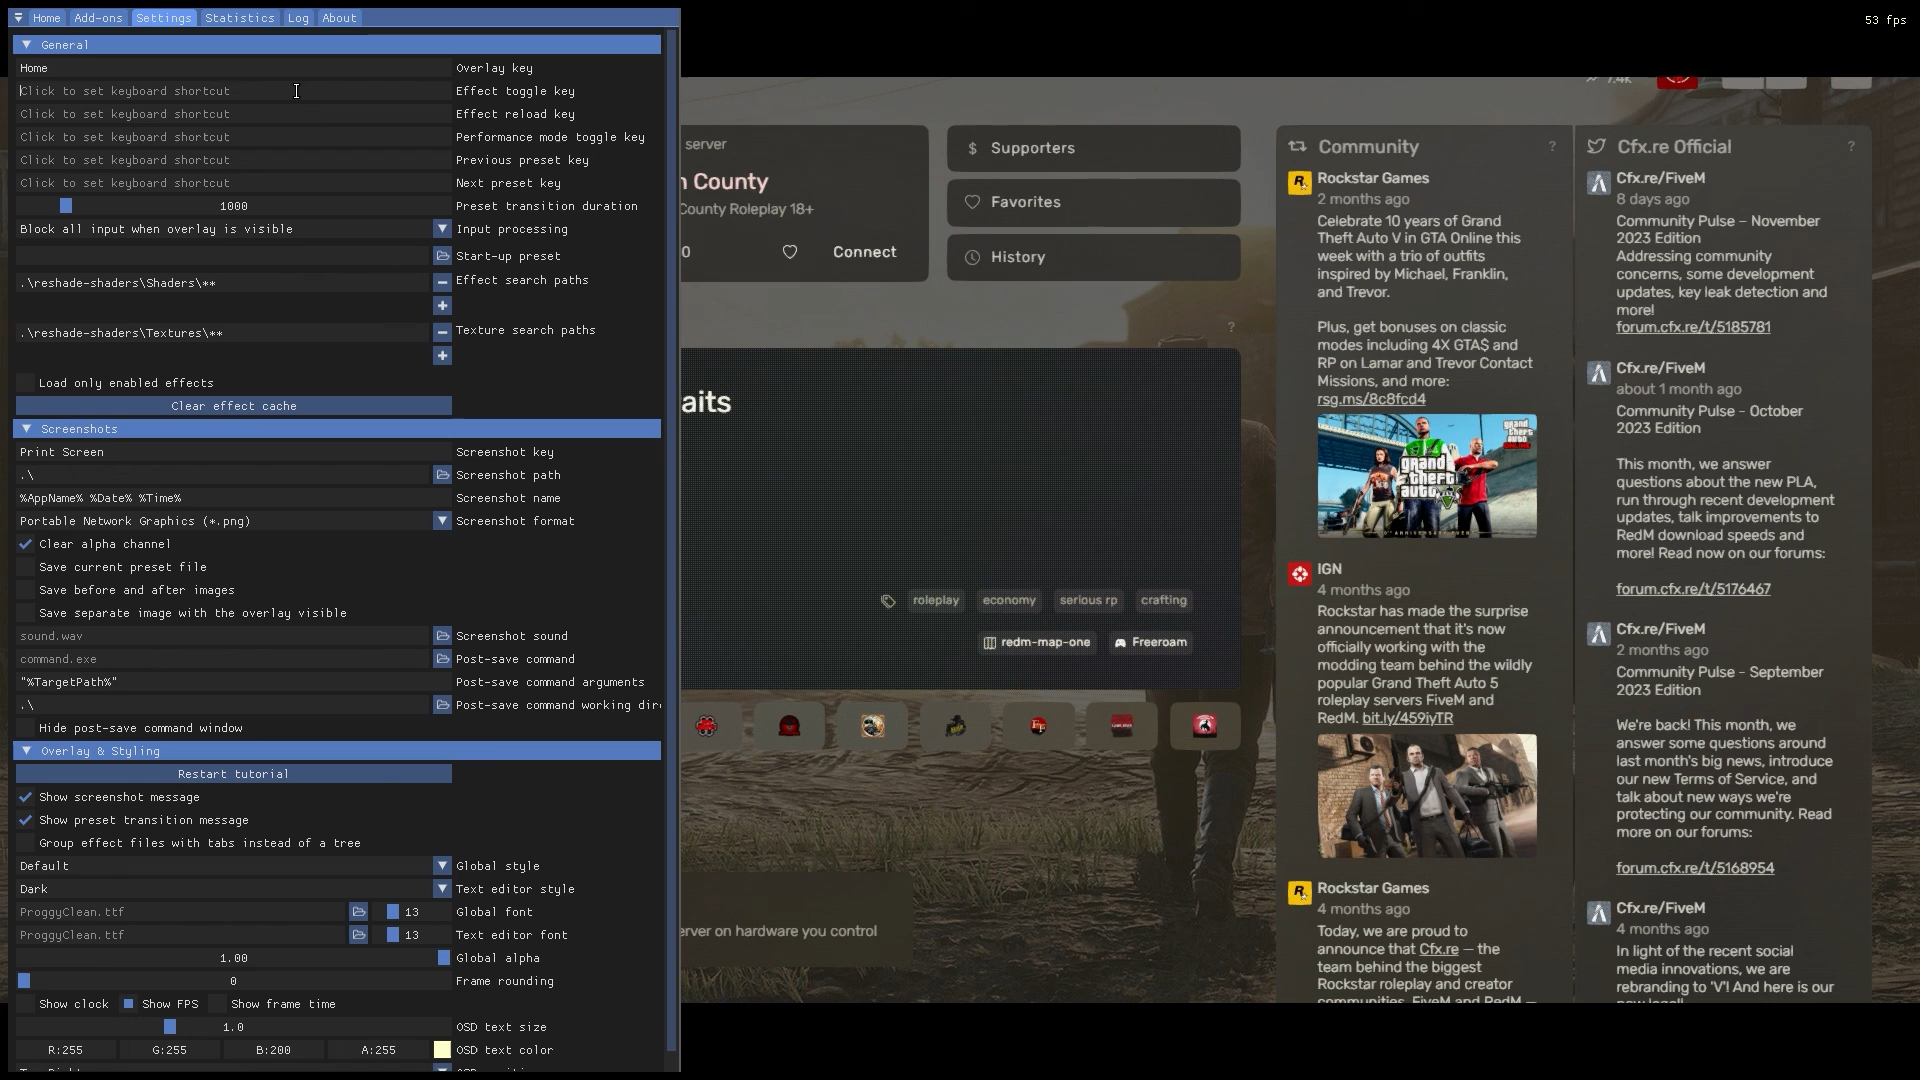 Home Add-ons Settings Statistics Log About
53 fps
General
Home Overlay key
Click to set keyboard shortcut Effect toggle key
Click to set keyboard shortcut Effect reload key
Click to set keyboard shortcut Performance mode toggle key
Click to set keyboard shortcut Previous preset key
Click to set keyboard shortcut Next preset key
1000 Preset transition duration
Block all input when overlay is visible Input processing
Start-up preset
.\reshade-shaders\Shaders\** Effect search paths
.\reshade-shaders\Textures\** Texture search paths
Load only enabled effects
Clear effect cache
Screenshots
Print Screen Screenshot key
.\ Screenshot path
%AppName% %Date% %Time% Screenshot name
Portable Network Graphics (*.png) Screenshot format
Clear alpha channel
Save current preset file
Save before and after images
Save separate image with the overlay visible
sound.wav Screenshot sound
command.exe Post-save command
"%TargetPath%" Post-save command arguments
.\ Post-save command working dir
Hide post-save command window
Overlay & Styling
Restart tutorial
Show screenshot message
Show preset transition message
Group effect files with tabs instead of a tree
Default Global style
Dark Text editor style
ProggyClean.ttf 13 Global font
ProggyClean.ttf 13 Text editor font
1.00 Global alpha
0 Frame rounding
Show clock Show FPS Show frame time
1.0 OSD text size
R:255 G:255 B:200 A:255 OSD text color
server
County
County Roleplay 18+
0 Connect
aits
roleplay economy serious rp crafting
redm-map-one Freeroam
on hardware you control
$ Supporters
Favorites
History
?
Community ?
Rockstar Games
2 months ago
Celebrate 10 years of Grand
Theft Auto V in GTA Online this
week with a trio of outfits
inspired by Michael, Franklin,
and Trevor.
Plus, get bonuses on classic
modes including 4X GTA$ and
RP on Lamar and Trevor Contact
Missions, and more:
rsg.ms/8c8fcd4
grand
theft
auto
V
IGN
4 months ago
Rockstar has made the surprise
announcement that it's now
officially working with the
modding team behind the wildly
popular Grand Theft Auto 5
roleplay servers FiveM and
RedM. bit.ly/459iyTR
Rockstar Games
4 months ago
Today, we are proud to
announce that Cfx.re – the
team behind the biggest
Rockstar roleplay and creator
communities, FiveM and RedM –
Cfx.re Official ?
Cfx.re/FiveM
8 days ago
Community Pulse – November
2023 Edition
Addressing community
concerns, some development
updates, key leak detection and
more!
forum.cfx.re/t/5185781
Cfx.re/FiveM
about 1 month ago
Community Pulse – October
2023 Edition
This month, we answer
questions about the new PLA,
run through recent development
updates, talk improvements to
RedM download speeds and
more! Read now on our forums:
forum.cfx.re/t/5176467
Cfx.re/FiveM
2 months ago
Community Pulse – September
2023 Edition
We're back! This month, we
answer some questions around
last month's big news, introduce
our new Terms of Service, and
talk about new ways we're
protecting our community. Read
more on our forums:
forum.cfx.re/t/5168954
Cfx.re/FiveM
4 months ago
In light of the recent social
media innovations, we are
rebranding to 'V'! And here is our